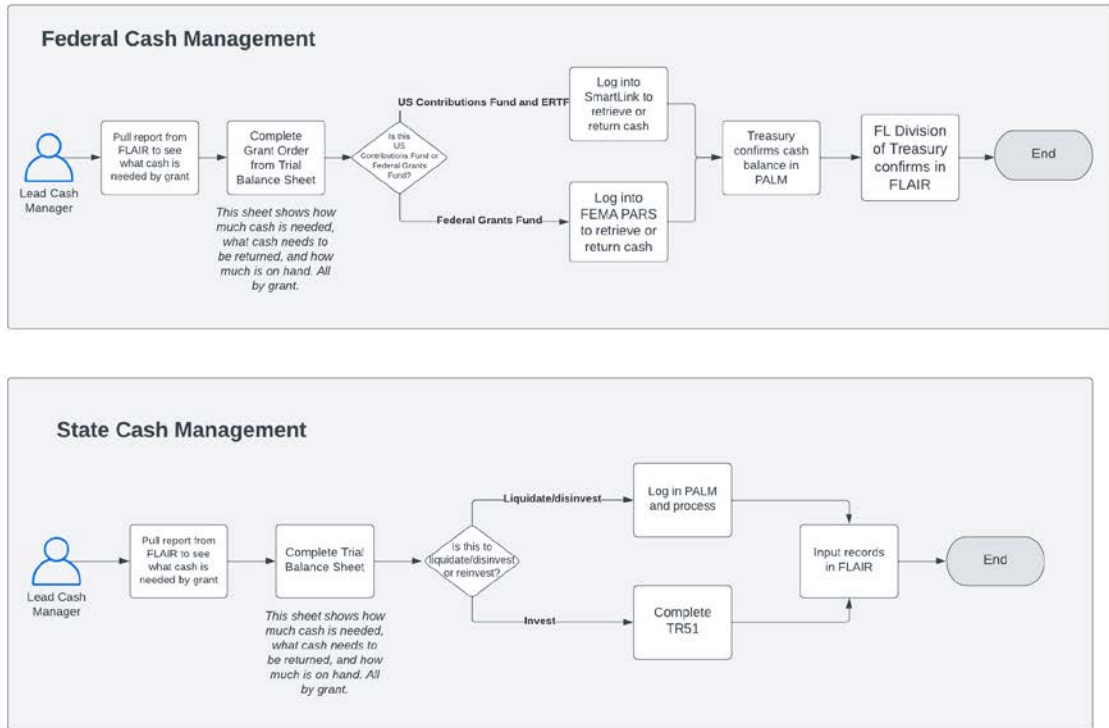 Federal Cash Management
Lead Cash
Manager
Pull report from
FLAIR to see
what cash is
needed by grant
Complete
Grant Order
from Trial
Balance Sheet
This sheet shows how
much cash is needed,
what cash needs to
be returned, and how
much is on hand. All
by grant.
Is this
US
Contributions Fund or
Federal Grants
Fund?
US Contributions Fund and ERTF
Log into
SmartLink to
retrieve or
return cash
Federal Grants Fund
Log into
FEMA PARS
to retrieve or
return cash
Treasury
confirms cash
balance in
PALM
FL Division
of Treasury
confirms in
FLAIR
End
State Cash Management
Lead Cash
Manager
Pull report from
FLAIR to see
what cash is
needed by grant
Complete Trial
Balance Sheet
This sheet shows how
much cash is needed,
what cash needs to
be returned, and how
much is on hand. All
by grant.
Is this to
liquidate/disinvest
or reinvest?
Liquidate/disinvest
Log in PALM
and process
Invest
Complete
TR51
Input records
in FLAIR
End